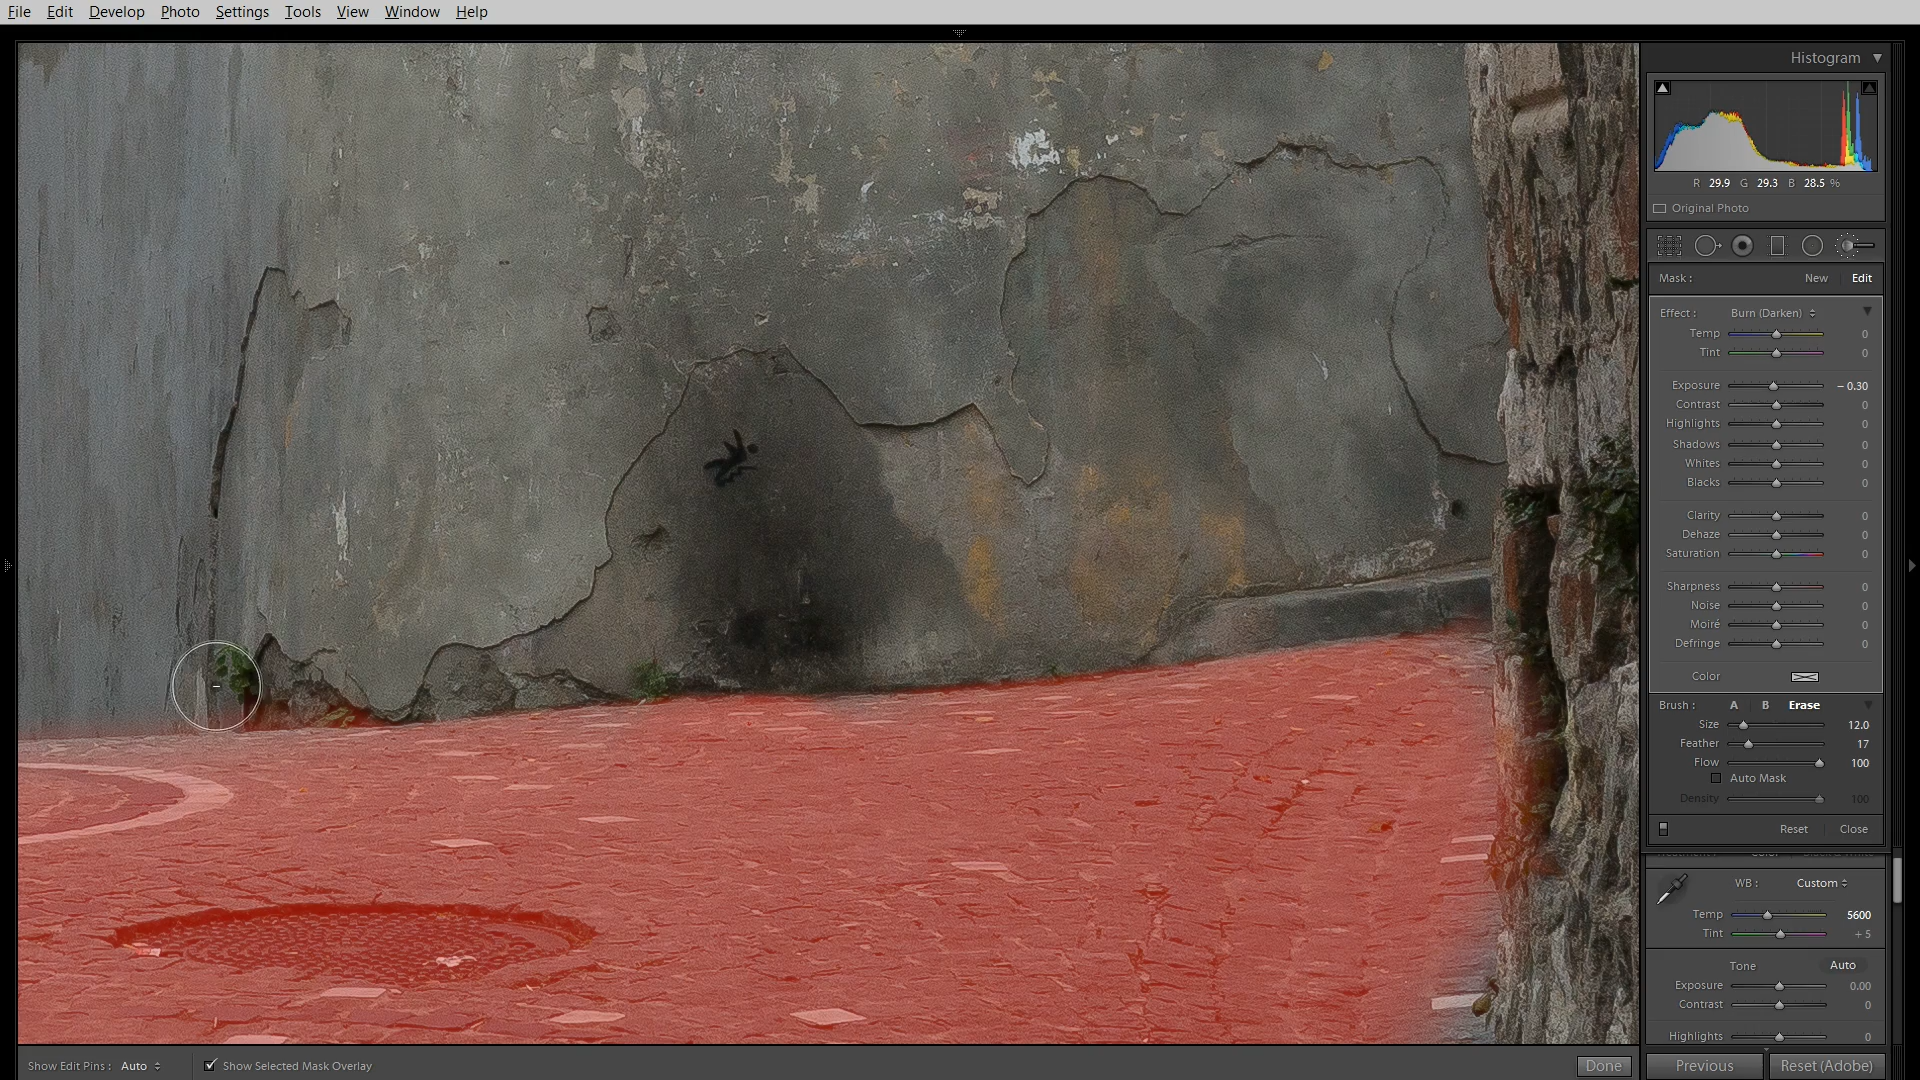 File Edit Develop Photo Settings Tools View Window Help
Histogram
R 29.9 G 29.3 B 28.5 %
Original Photo
Mask : New Edit
Effect : Burn (Darken)
Temp 0
Tint 0
Exposure – 0.30
Contrast 0
Highlights 0
Shadows 0
Whites 0
Blacks 0
Clarity 0
Dehaze 0
Saturation 0
Sharpness 0
Noise 0
Moiré 0
Defringe 0
Color
Brush : A B Erase
Size 12.0
Feather 17
Flow 100
Auto Mask
Density 100
Reset Close
WB : Custom
Temp 5600
Tint + 5
Tone Auto
Exposure 0.00
Contrast 0
Highlights 0
Show Edit Pins : Auto Show Selected Mask Overlay Done Previous Reset (Adobe)